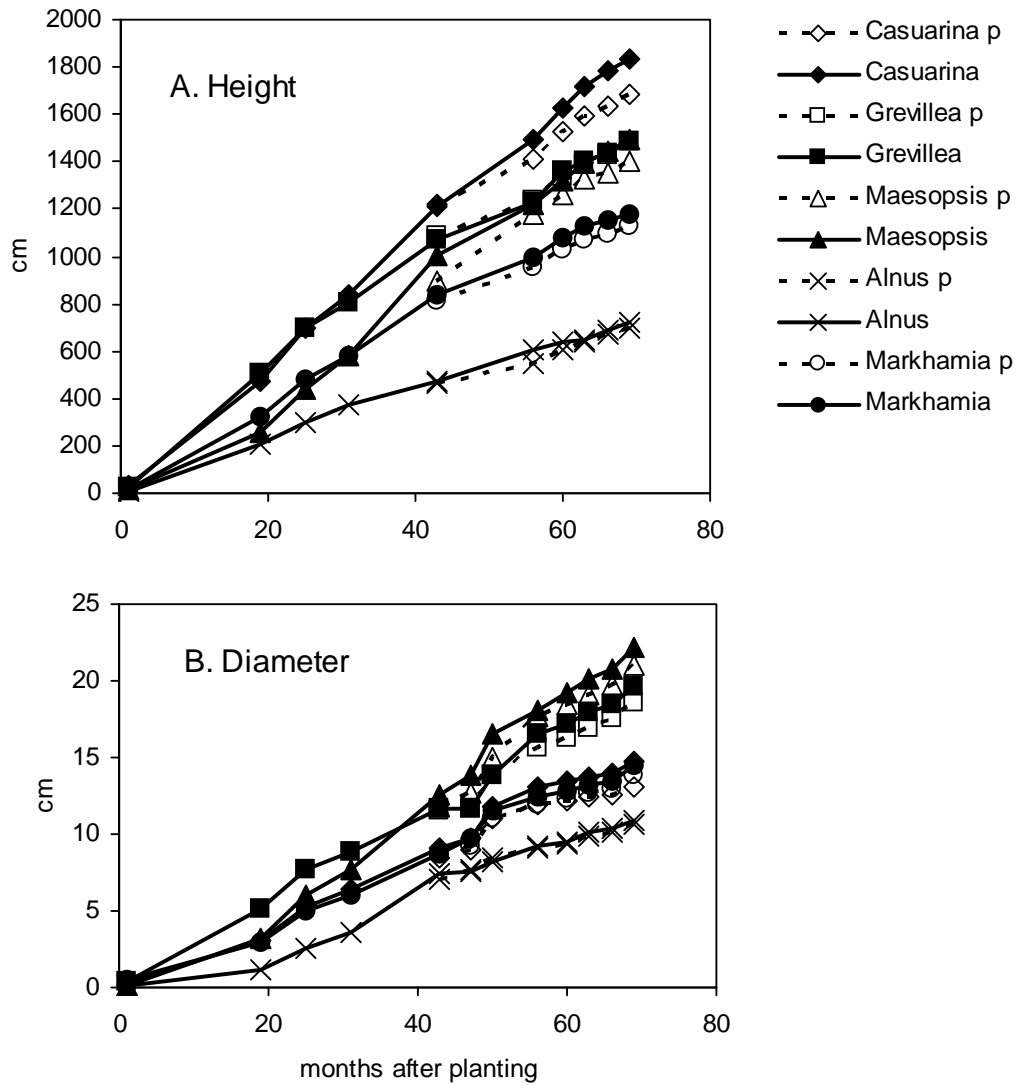 2000
1800
1600
1400
1200
1000
800
600
400
200
0
cm
A. Height
0 20 40 60 80
Casuarina p
Casuarina
Grevillea p
Grevillea
Maesopsis p
Maesopsis
Alnus p
Alnus
Markhamia p
Markhamia
25
20
15
10
5
0
cm
B. Diameter
0 20 40 60 80
months after planting